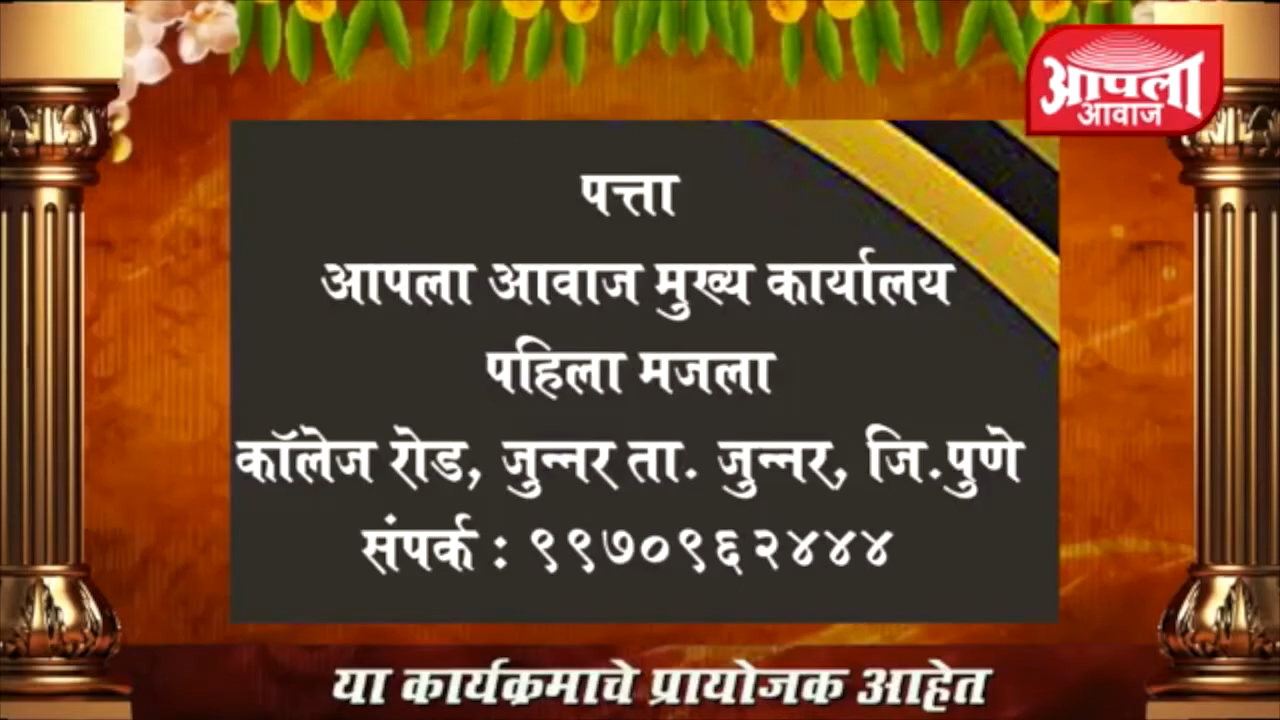 आपला
आवाज
पत्ता
आपला आवाज मुख्य कार्यालय
पहिला मजला
कॉलेज रोड, जुन्नर ता. जुन्नर, जि.पुणे
संपर्क : ९९७०९६२४४४
या कार्यक्रमाचे प्रायोजक आहेत